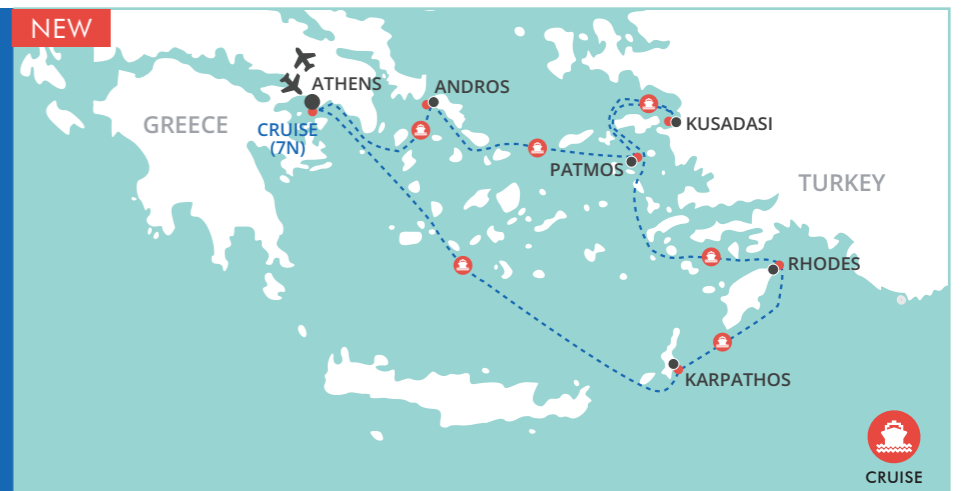 NEW
ATHENS
ANDROS
GREECE
CRUISE
(7N)
KUSADASI
PATMOS
TURKEY
RHODES
KARPATHOS
CRUISE